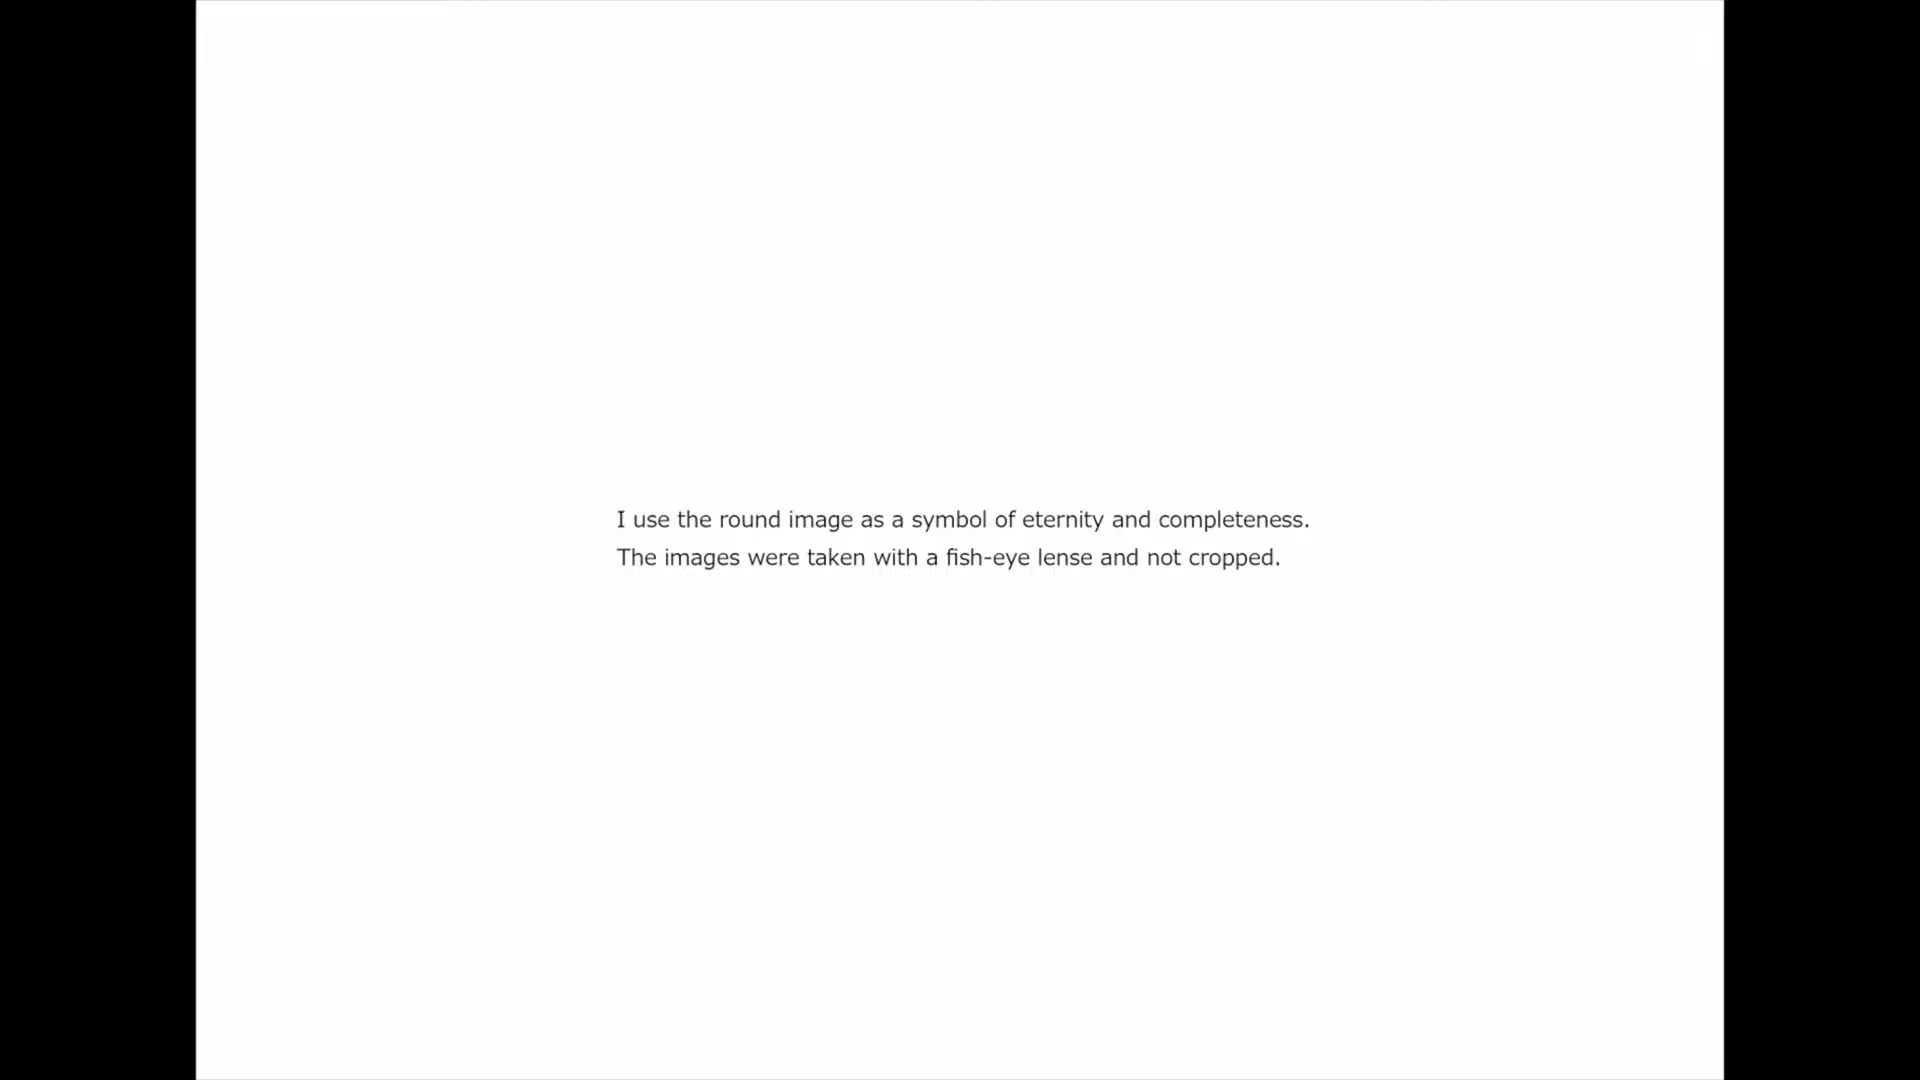 I use the round image as a symbol of eternity and completeness.
The images were taken with a fish-eye lense and not cropped.